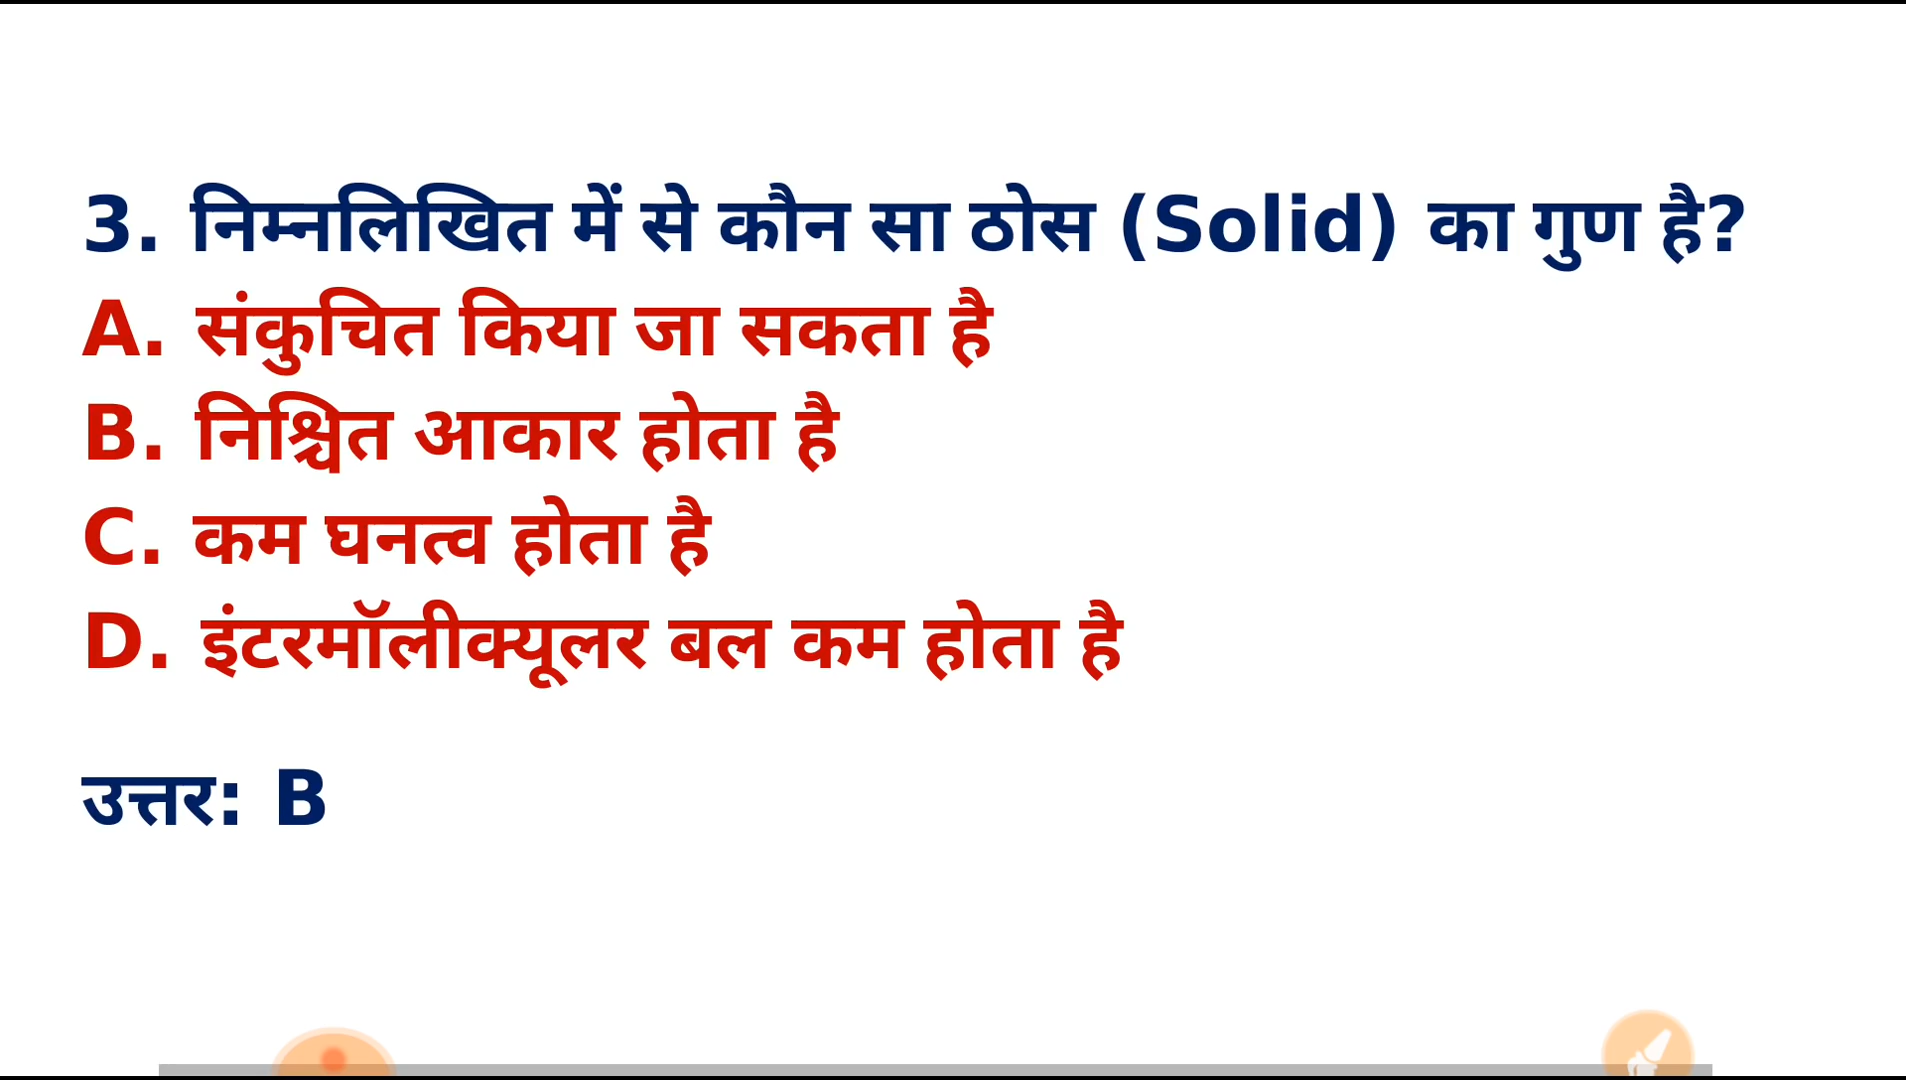 3. निम्नलिखित में से कौन सा ठोस (Solid) का गुण है?
A. संकुचित किया जा सकता है
B. निश्चित आकार होता है
C. कम घनत्व होता है
D. इंटरमॉलीक्यूलर बल कम होता है
उत्तर: B